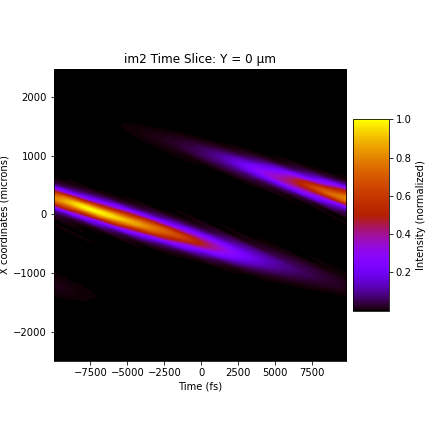 im2 Time Slice: Y = 0 μm
2000
1000
0
−1000
−2000
X coordinates (microns)
−7500 −5000 −2500 0 2500 5000 7500
Time (fs)
1.0
0.8
0.6
0.4
0.2
Intensity (normalized)